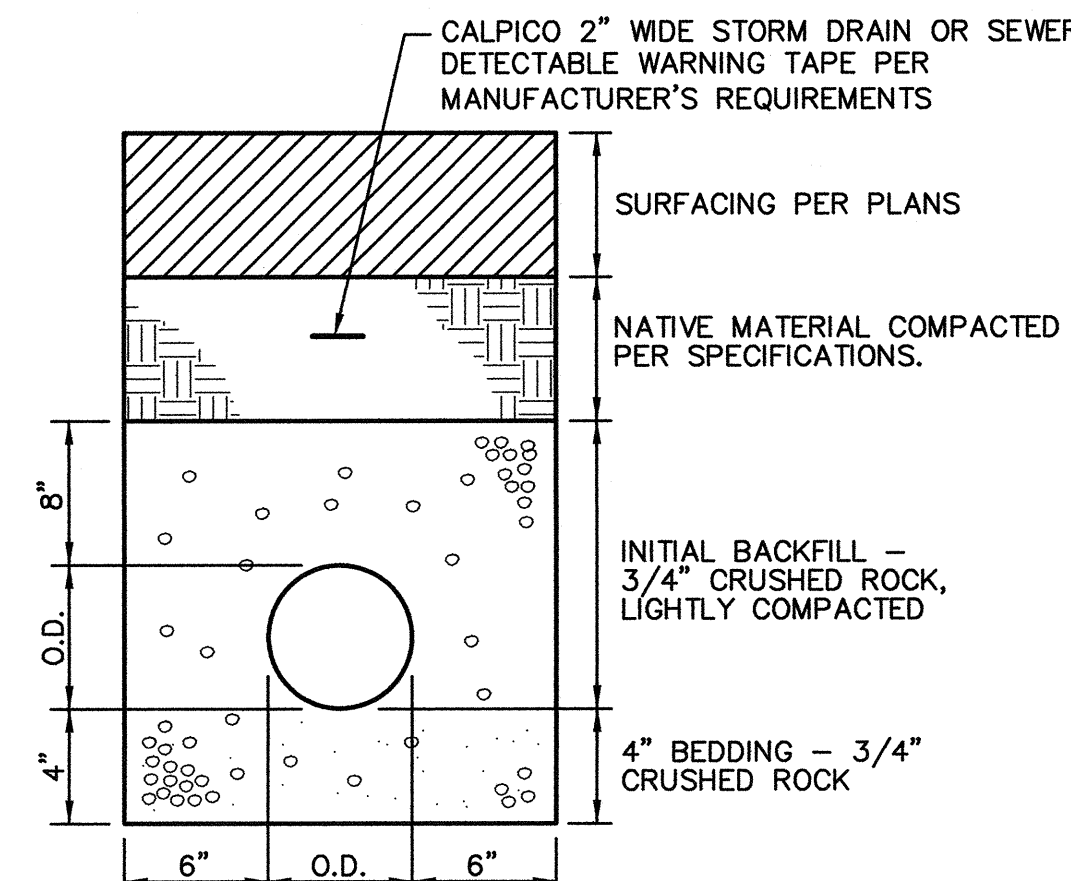 CALPICO 2” WIDE STORM DRAIN OR SEWER
DETECTABLE WARNING TAPE PER
MANUFACTURER'S REQUIREMENTS
SURFACING PER PLANS
NATIVE MATERIAL COMPACTED
PER SPECIFICATIONS.
8”
INITIAL BACKFILL –
3/4” CRUSHED ROCK,
LIGHTLY COMPACTED
O.D.
4”
4” BEDDING – 3/4”
CRUSHED ROCK
6” O.D. 6”